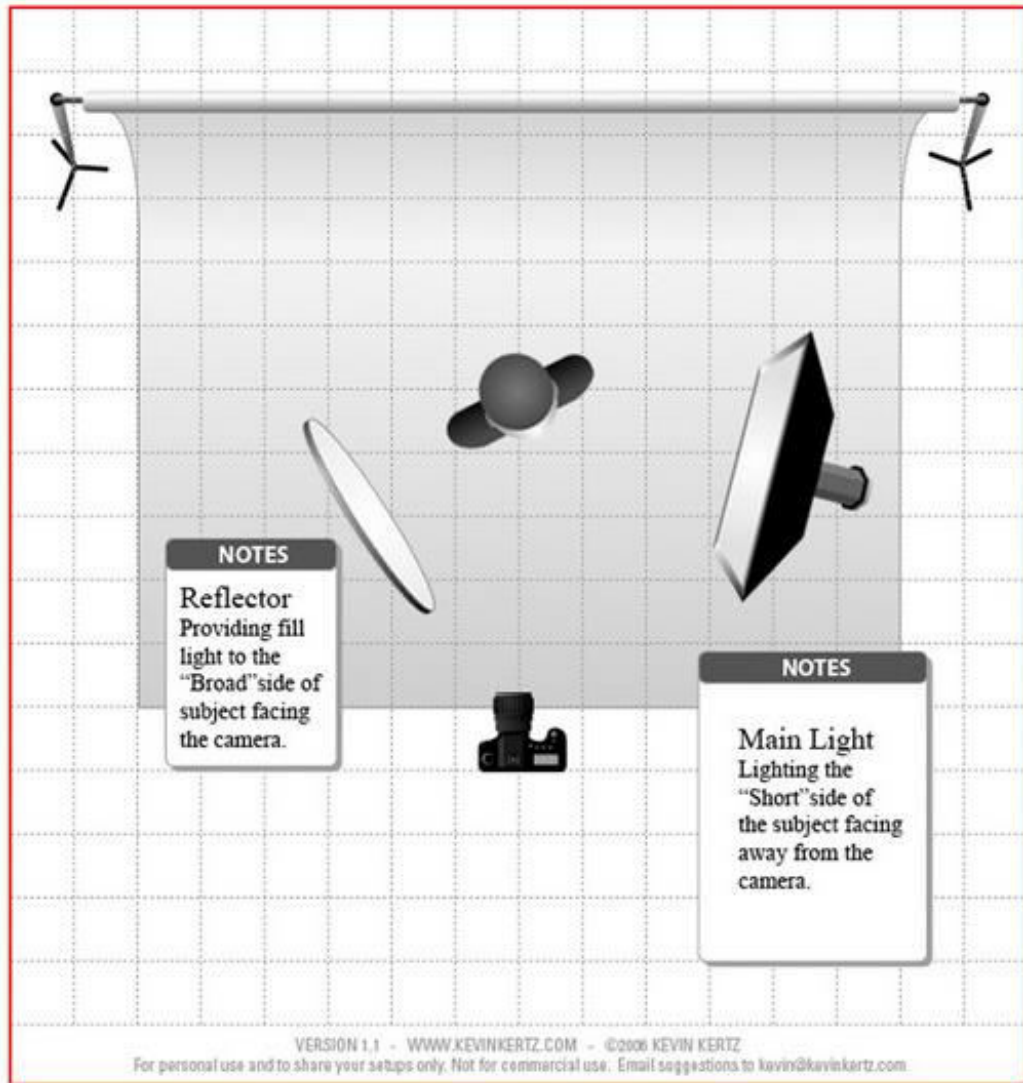 NOTES
Reflector
Providing fill
light to the
“Broad”side of
subject facing
the camera.
NOTES
Main Light
Lighting the
“Short”side of
the subject facing
away from the
camera.
VERSION 1.1 - WWW.KEVINKERTZ.COM - ©2006 KEVIN KERTZ
For personal use and to share your setups only. Not for commercial use. Email suggestions to kevin@kevinkertz.com